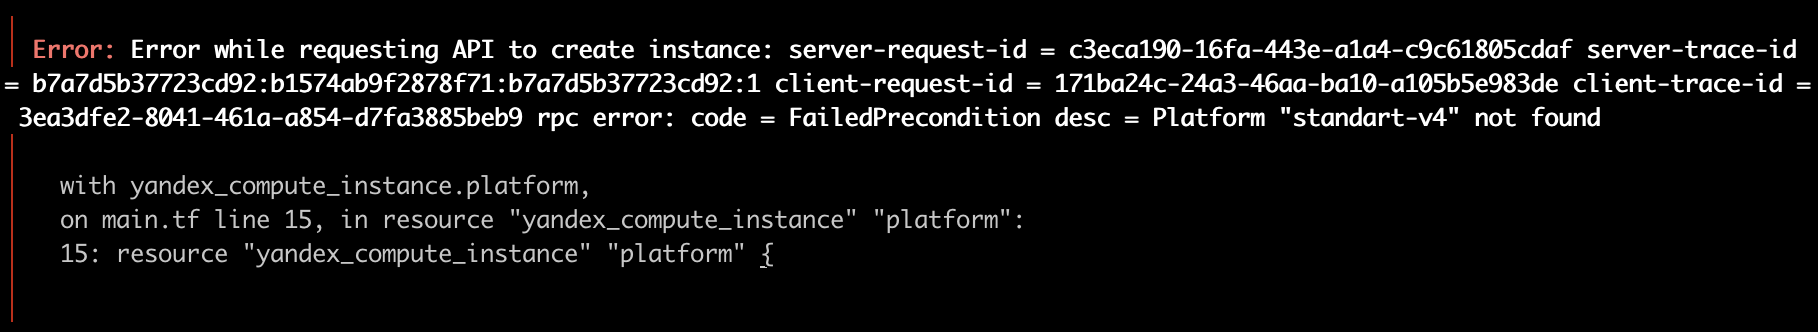 Error: Error while requesting API to create instance: server-request-id = c3eca190-16fa-443e-a1a4-c9c61805cdaf server-trace-id
= b7a7d5b37723cd92:b1574ab9f2878f71:b7a7d5b37723cd92:1 client-request-id = 171ba24c-24a3-46aa-ba10-a105b5e983de client-trace-id =
3ea3dfe2-8041-461a-a854-d7fa3885beb9 rpc error: code = FailedPrecondition desc = Platform "standart-v4" not found
with yandex_compute_instance.platform,
on main.tf line 15, in resource "yandex_compute_instance" "platform":
15: resource "yandex_compute_instance" "platform" {